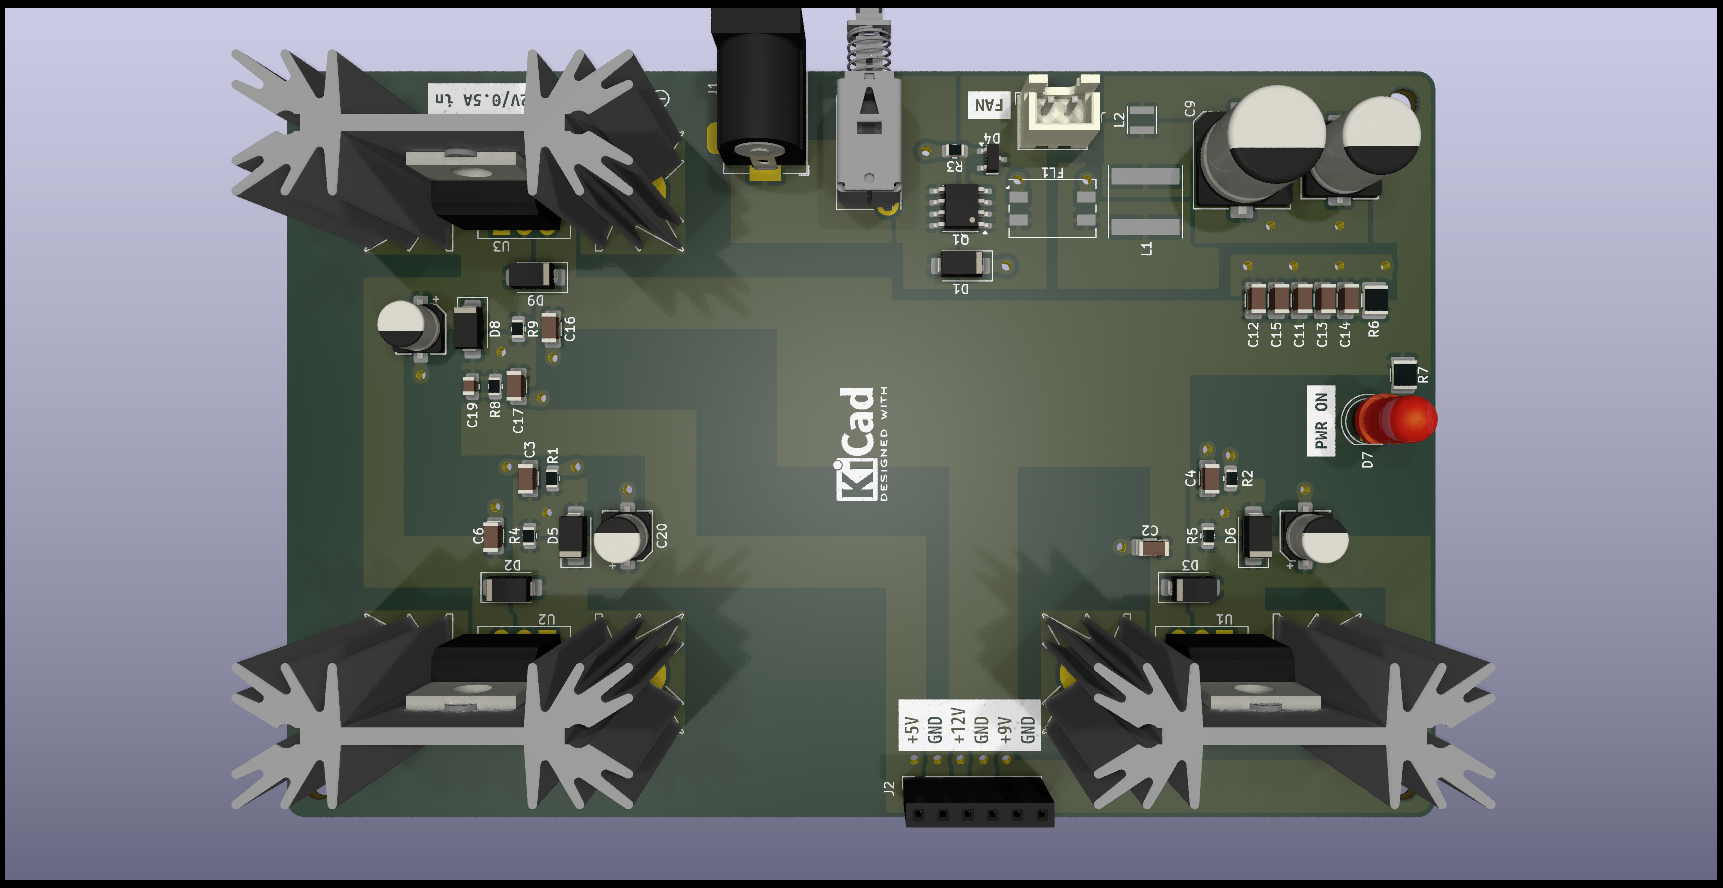 2V/0.5A in
J1
FAN
L2
C9
D4
R3
FL1
Q1
L1
U3
D1
D9
D8
R9
C16
C12
C15
C11
C13
C14
R6
R7
C19
R8
C17
PWR ON
D7
KiCad
DESIGNED WITH
C3
R1
C4
R2
C6
R4
D5
C20
C2
R5
D6
D2
D3
U2
U1
+5V
GND
+12V
GND
+9V
GND
J2